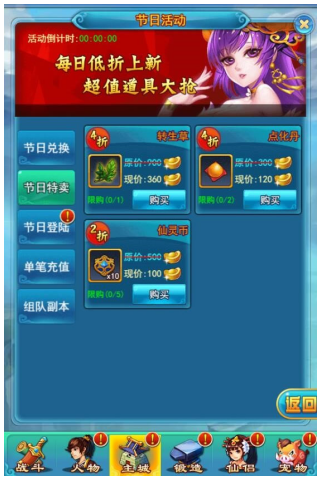 节日活动
活动倒计时:00:00:00
每日低折上新
超值道具大抢
节日兑换
节日特卖
节日登陆
单笔充值
组队副本
4折
转生草
原价:900
现价:360
限购(0/1)
购买
4折
点化丹
原价:300
现价:120
限购(0/2)
购买
2折
仙灵币
x10
原价:500
现价:100
限购(0/5)
购买
返回
战斗
人物
主城
锻造
仙侣
宠物